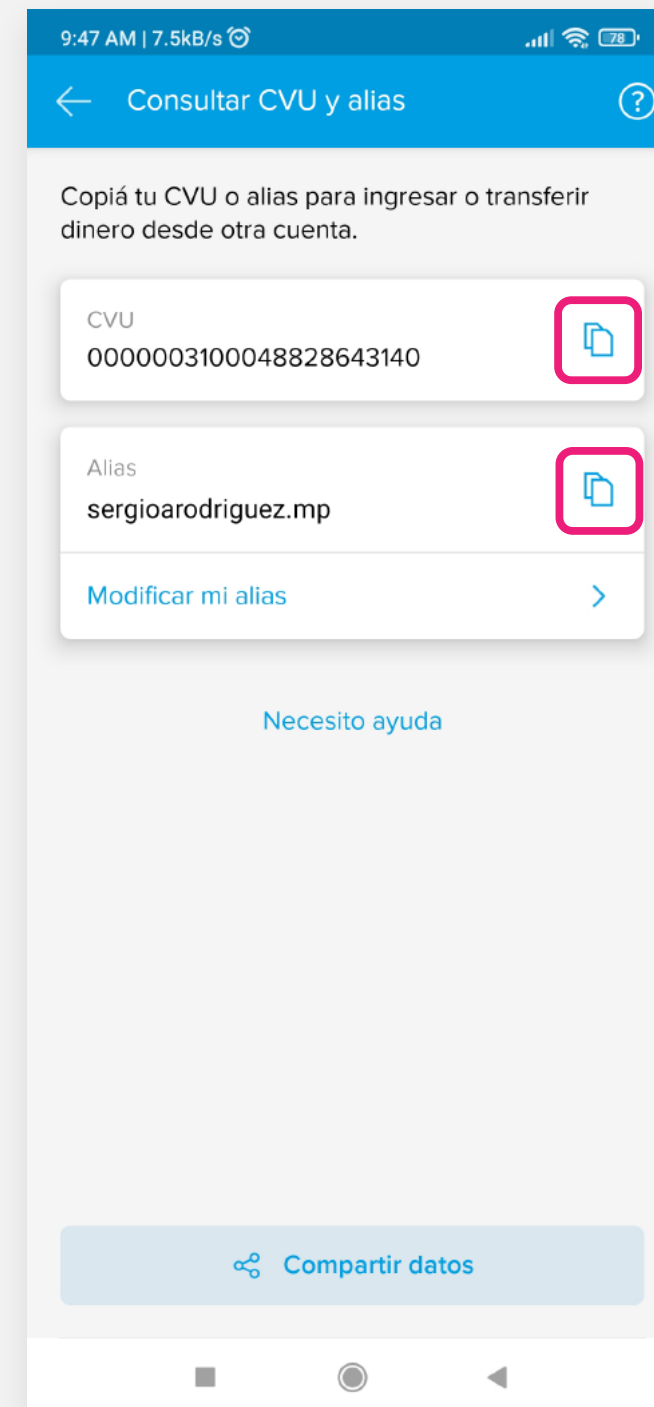 9:47 AM | 7.5kB/s 78
Consultar CVU y alias ?
Copiá tu CVU o alias para ingresar o transferir
dinero desde otra cuenta.
CVU
0000003100048828643140
Alias
sergioarodriguez.mp
Modificar mi alias
Necesito ayuda
Compartir datos